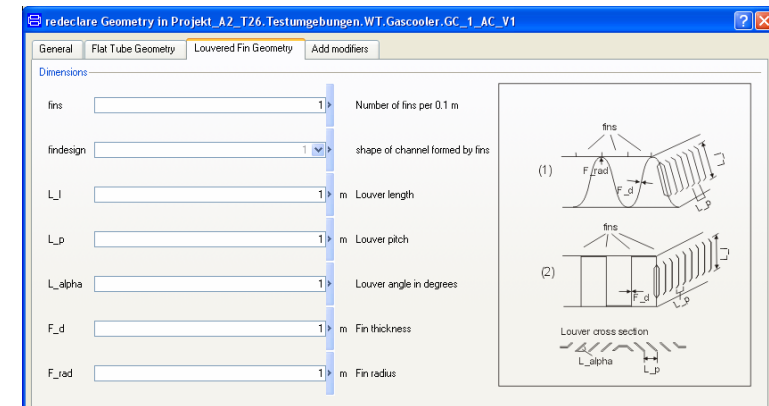 redeclare Geometry in Projekt_A2_T26.Testumgebungen.WT.Gascooler.GC_1_AC_V1
General Flat Tube Geometry Louvered Fin Geometry Add modifiers
Dimensions
fins 1 Number of fins per 0.1 m
findesign 1 shape of channel formed by fins
L_l 1 m Louver length
L_p 1 m Louver pitch
L_alpha 1 Louver angle in degrees
F_d 1 m Fin thickness
F_rad 1 m Fin radius
fins
(1) F_rad F_d L_l L_p
fins
(2) F_d L_p L_l
Louver cross section
L_alpha L_p